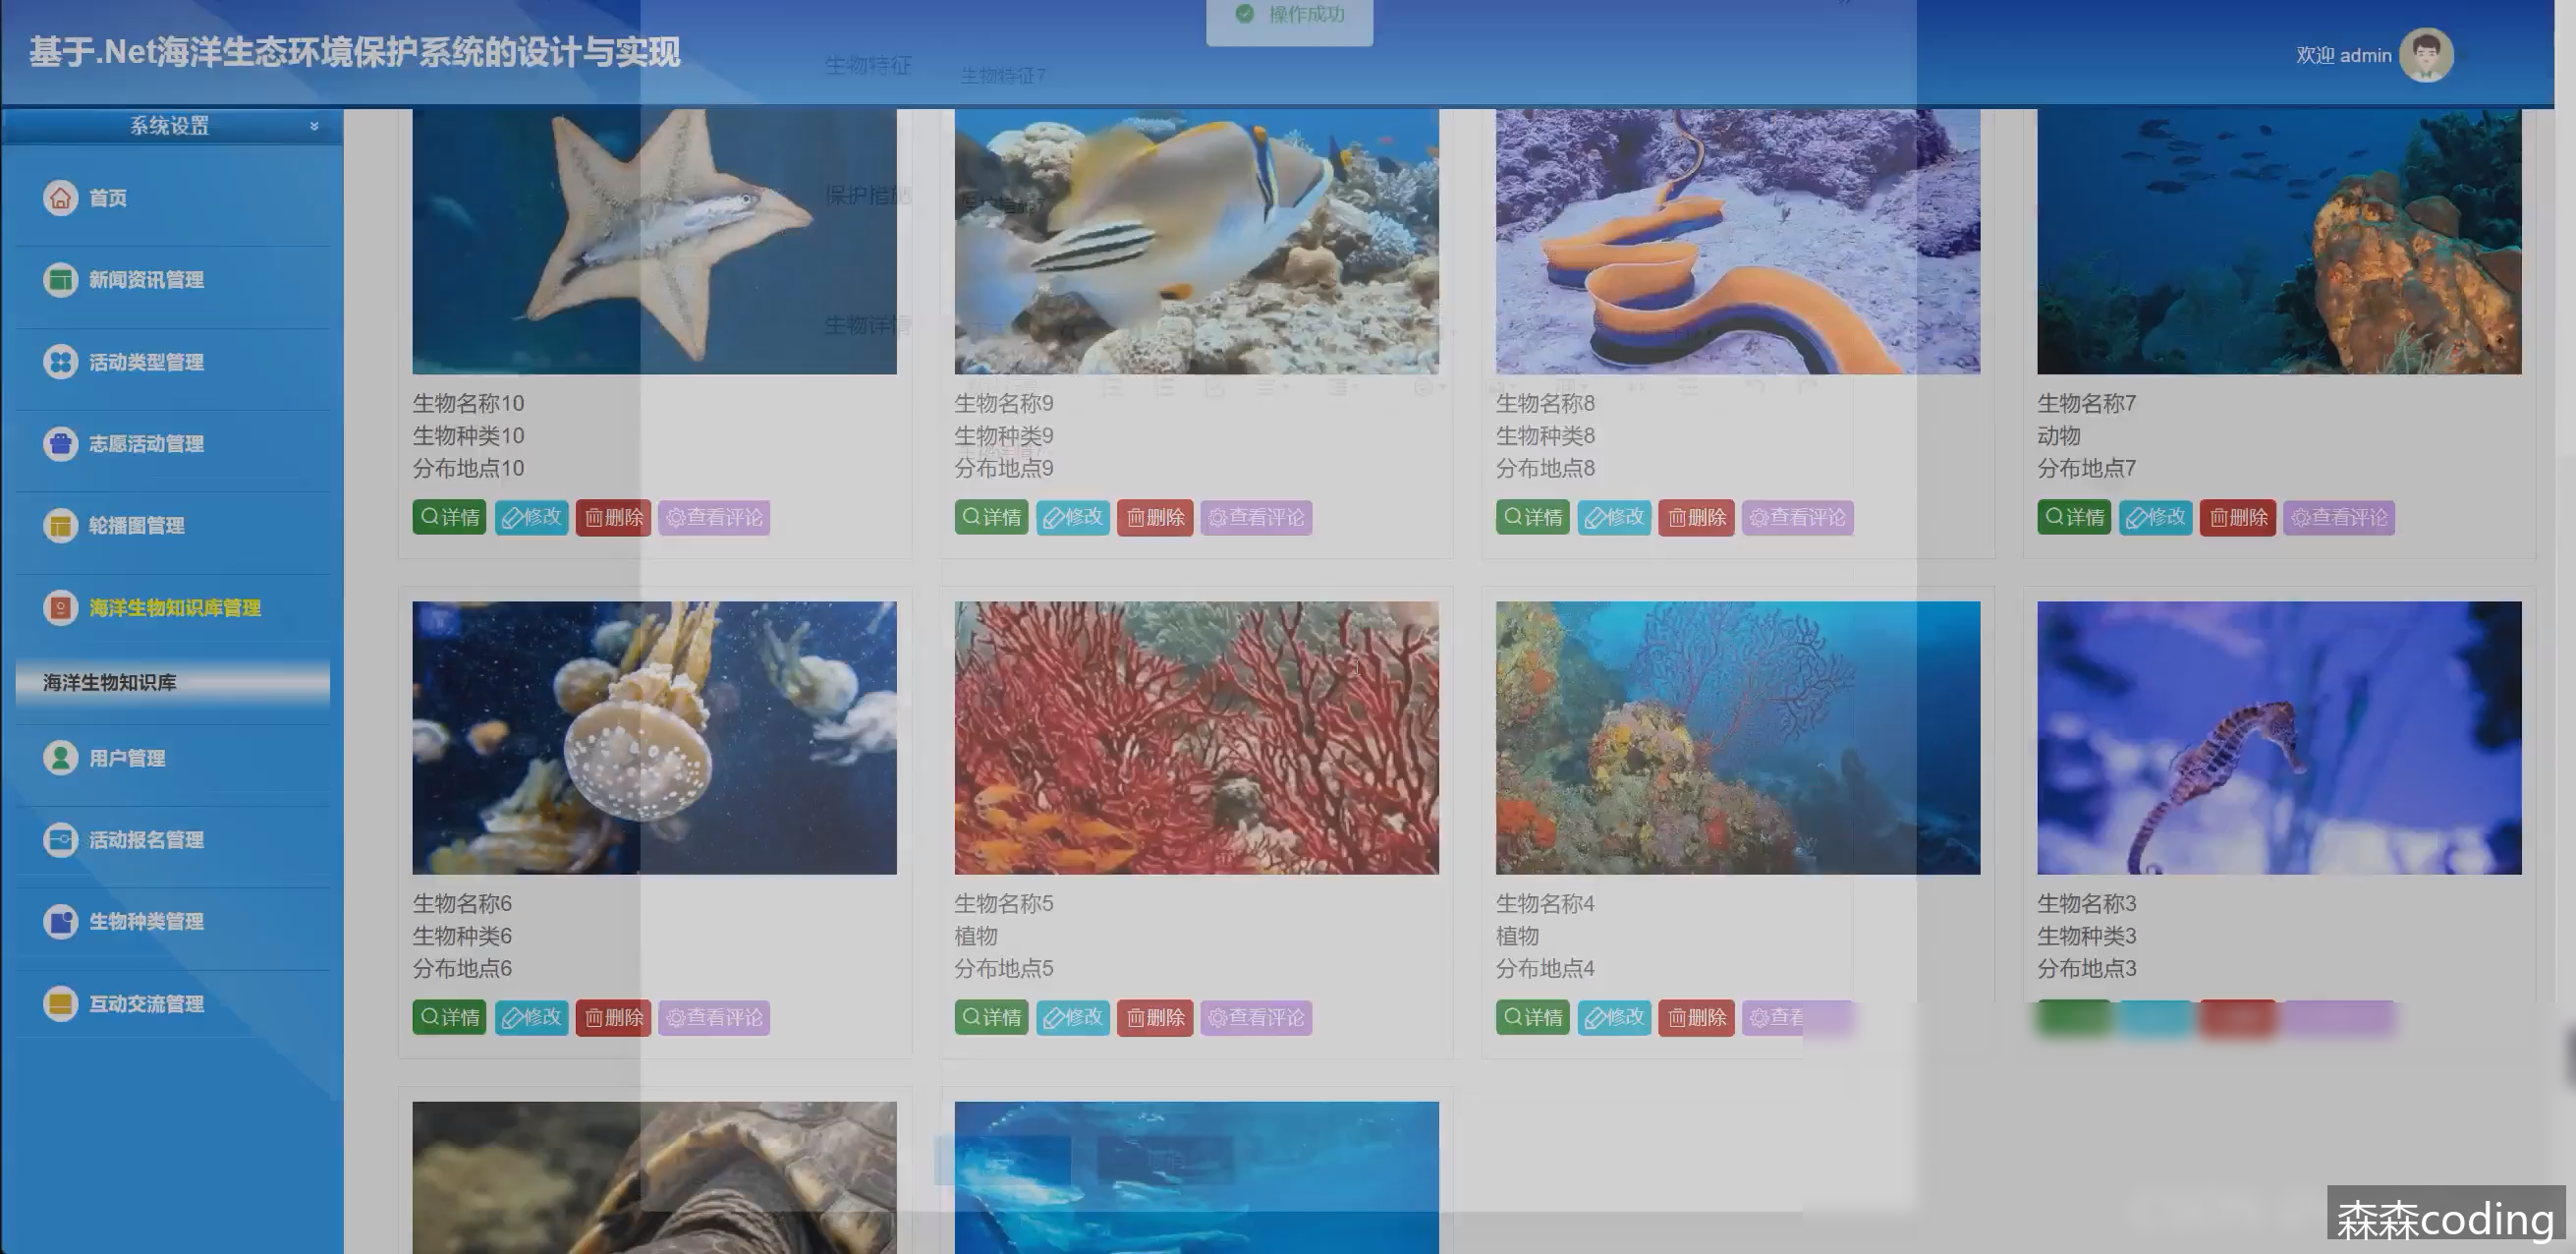 基于.Net海洋生态环境保护系统的设计与实现
操作成功
欢迎 admin
生物特征
生物特征7
系统设置
首页
新闻资讯管理
活动类型管理
志愿活动管理
轮播图管理
海洋生物知识库管理
海洋生物知识库
用户管理
活动报名管理
生物种类管理
互动交流管理
保护措施
保护措施7
生物详情
生物名称10
生物种类10
分布地点10
详情 修改 删除 查看评论
生物名称9
生物种类9
分布地点9
详情 修改 删除 查看评论
生物名称8
生物种类8
分布地点8
详情 修改 删除 查看评论
生物名称7
动物
分布地点7
详情 修改 删除 查看评论
生物名称6
生物种类6
分布地点6
详情 修改 删除 查看评论
生物名称5
植物
分布地点5
详情 修改 删除 查看评论
生物名称4
植物
分布地点4
详情 修改 删除 查看
生物名称3
生物种类3
分布地点3
森森coding